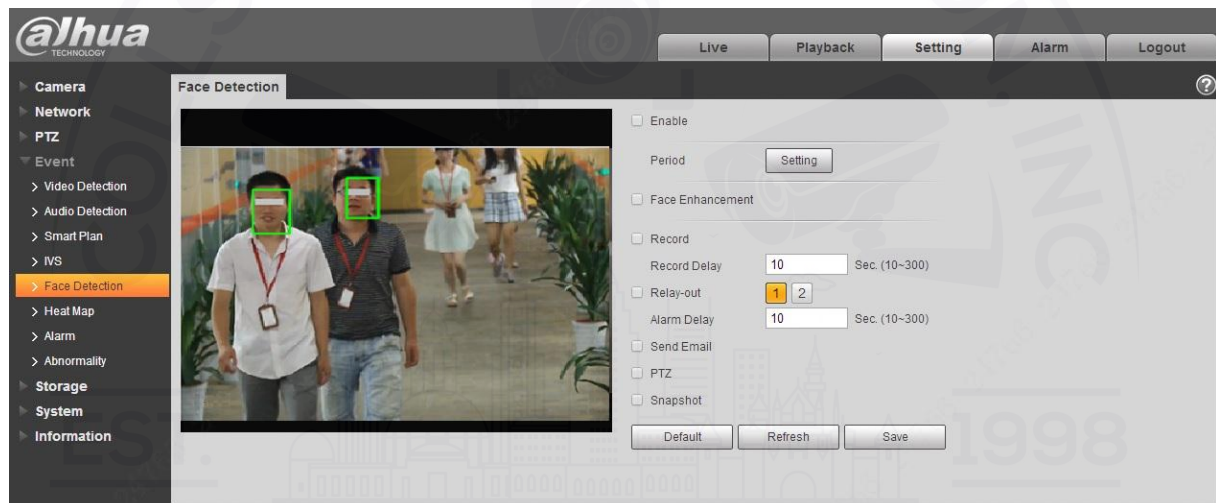 alhua
TECHNOLOGY
Live
Playback
Setting
Alarm
Logout
Camera
Network
PTZ
Event
> Video Detection
> Audio Detection
> Smart Plan
> IVS
> Face Detection
> Heat Map
> Alarm
> Abnormality
Storage
System
Information
Face Detection
?
Enable
Period Setting
Face Enhancement
Record
Record Delay 10 Sec. (10~300)
Relay-out 1 2
Alarm Delay 10 Sec. (10~300)
Send Email
PTZ
Snapshot
Default Refresh Save
EST. 1998